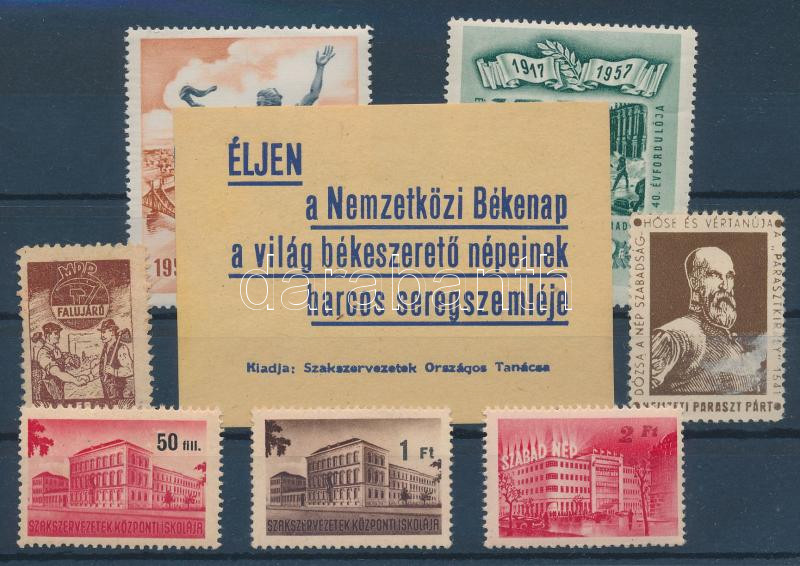 1917 1957
40. ÉVFORDULÓJA
ÉLJEN
a Nemzetközi Békenap
a világ békeszerető népeinek
harcos seregszemléje
Kiadja: Szakszervezetek Országos Tanácsa
darabanth
MDP
FALUJÁRÓ
HŐSE ÉS VÉRTANÚJA
DÓZSA A NÉP SZABADSÁG-
"PARASZTKIRÁLY" 1514
NEMZETI PARASZT PÁRT
50 fill.
SZAKSZERVEZETEK KÖZPONTI ISKOLÁJA
1 Ft
SZAKSZERVEZETEK KÖZPONTI ISKOLÁJA
2 Ft
SZABAD NÉP